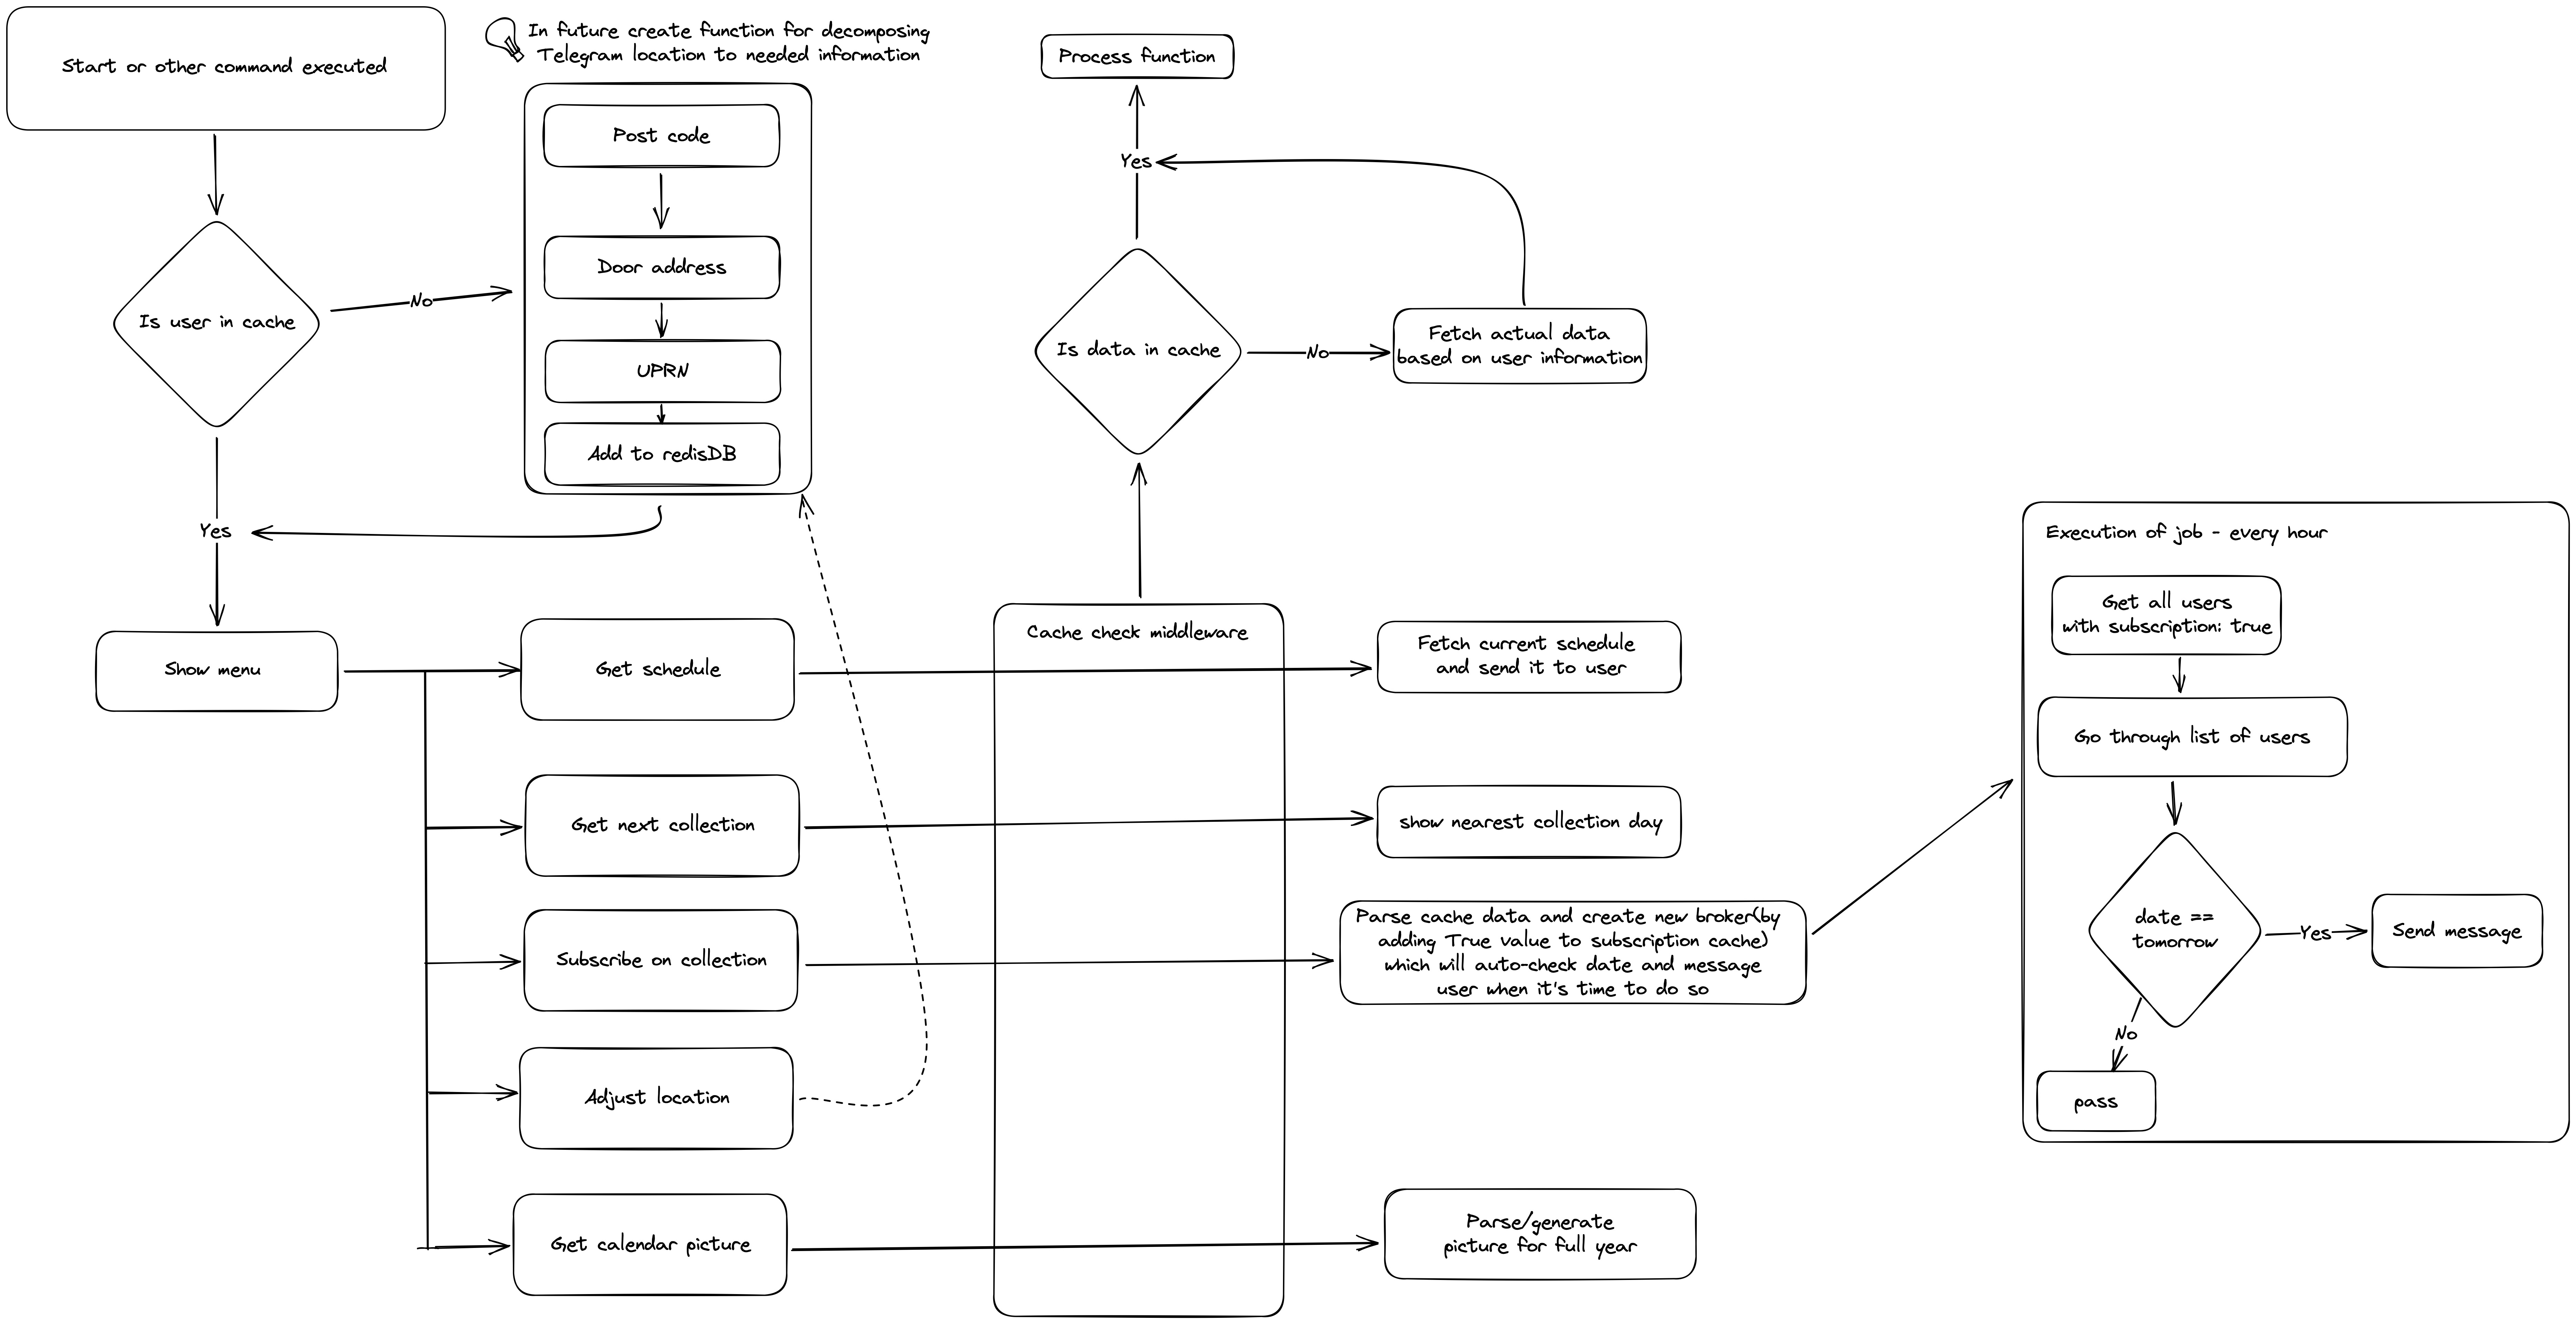 Start or other command executed
In future create function for decomposing
Telegram location to needed information
Post code
Door address
UPRN
Add to redisDB
Is user in cache
No
Yes
Show menu
Get schedule
Get next collection
Subscribe on collection
Adjust location
Get calendar picture
Process function
Yes
Is data in cache
No
Fetch actual data
based on user information
Cache check middleware
Fetch current schedule
and send it to user
show nearest collection day
Parse cache data and create new broker(by
adding True value to subscription cache)
which will auto-check date and message
user when it's time to do so
Parse/generate
picture for full year
Execution of job - every hour
Get all users
with subscription: true
Go through list of users
date ==
tomorrow
Yes
Send message
No
pass